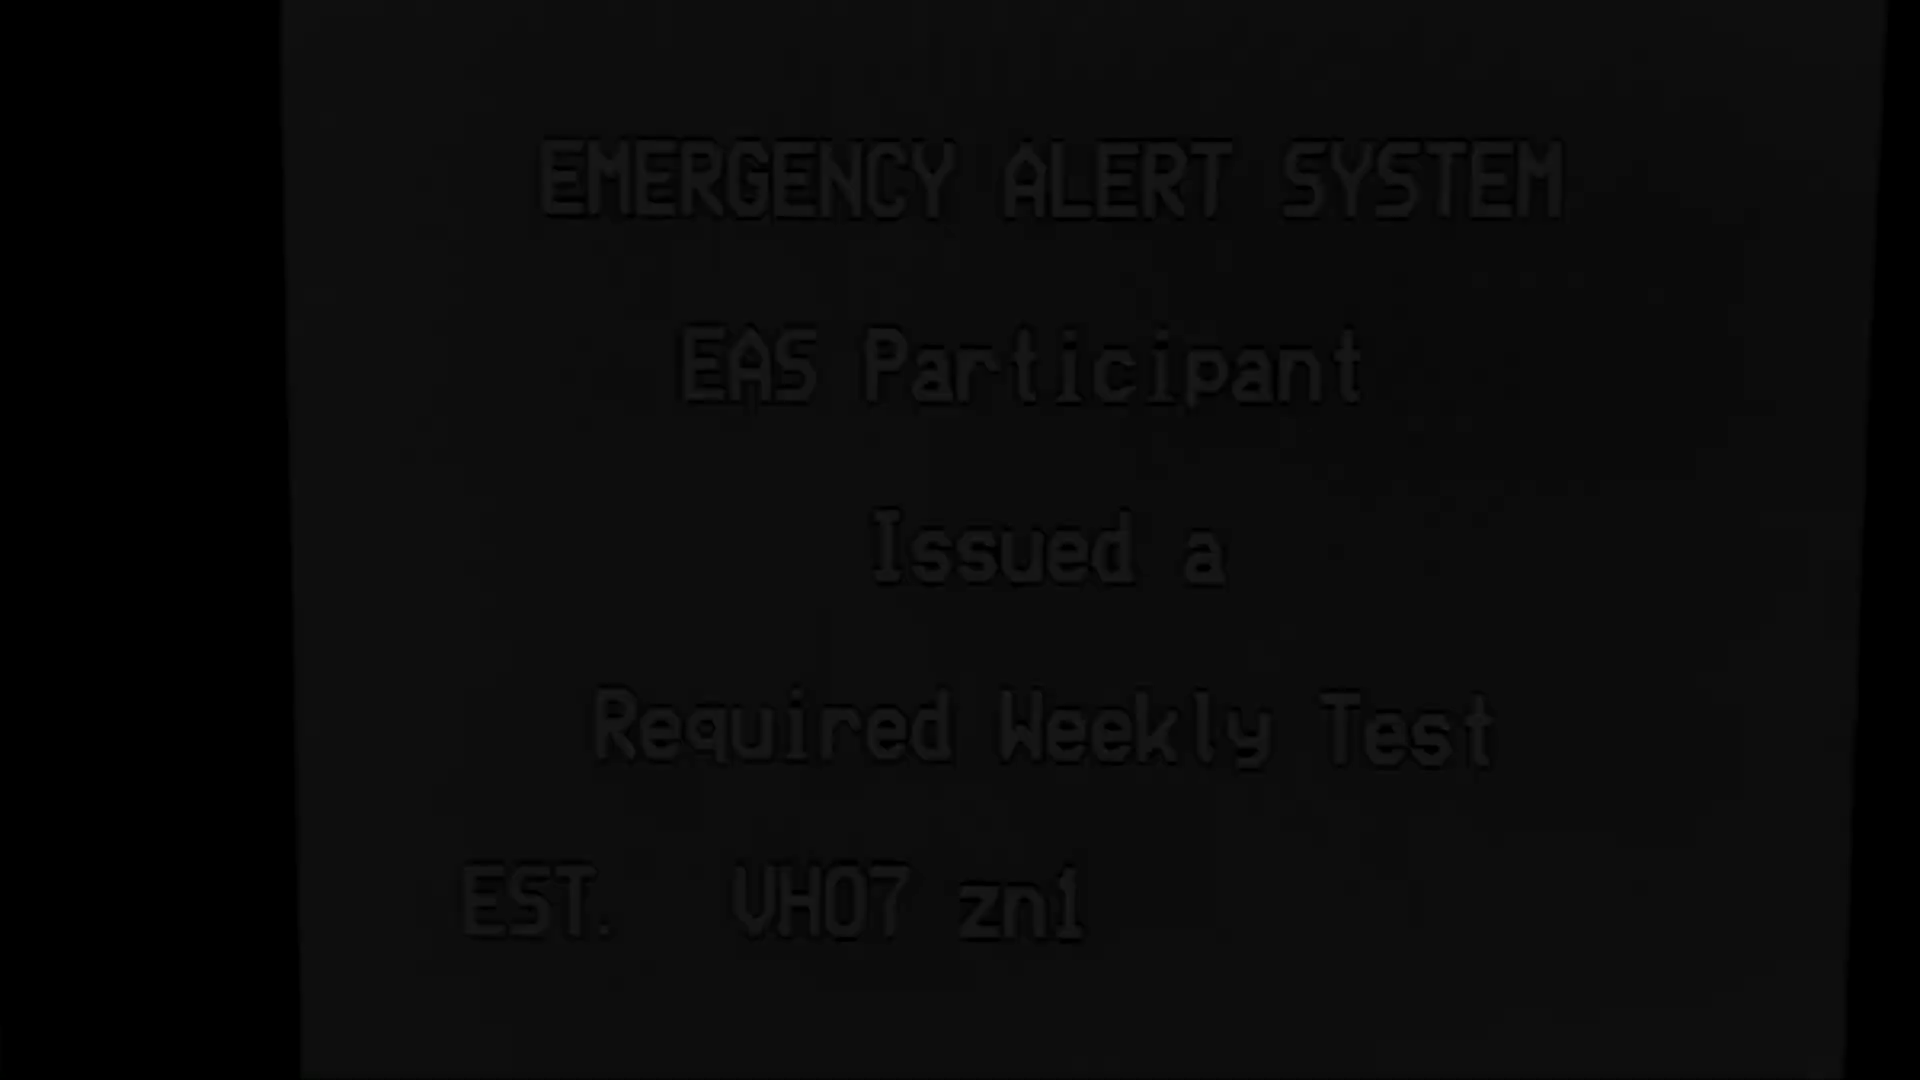 EMERGENCY ALERT SYSTEM
EAS Participant
Issued a
Required Weekly Test
EST. VH07 zn1